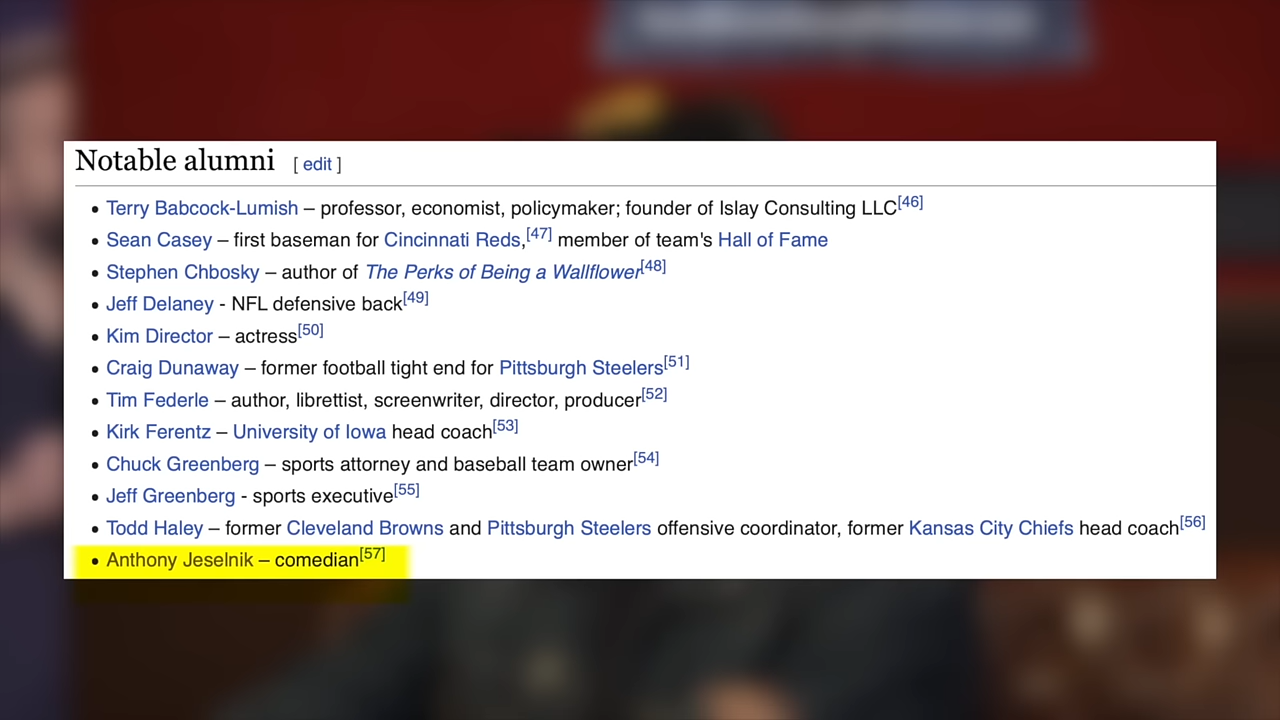 Notable alumni [ edit ]
• Terry Babcock-Lumish – professor, economist, policymaker; founder of Islay Consulting LLC[46]
• Sean Casey – first baseman for Cincinnati Reds,[47] member of team's Hall of Fame
• Stephen Chbosky – author of The Perks of Being a Wallflower[48]
• Jeff Delaney - NFL defensive back[49]
• Kim Director – actress[50]
• Craig Dunaway – former football tight end for Pittsburgh Steelers[51]
• Tim Federle – author, librettist, screenwriter, director, producer[52]
• Kirk Ferentz – University of Iowa head coach[53]
• Chuck Greenberg – sports attorney and baseball team owner[54]
• Jeff Greenberg - sports executive[55]
• Todd Haley – former Cleveland Browns and Pittsburgh Steelers offensive coordinator, former Kansas City Chiefs head coach[56]
• Anthony Jeselnik – comedian[57]